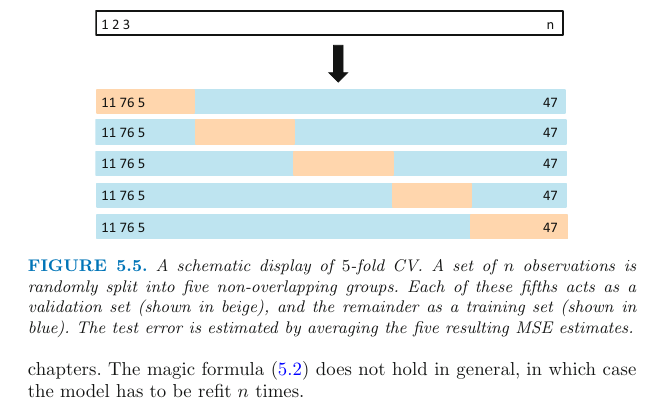 1 2 3 n
11 76 5 47
11 76 5 47
11 76 5 47
11 76 5 47
11 76 5 47
FIGURE 5.5. A schematic display of 5-fold CV. A set of n observations is
randomly split into five non-overlapping groups. Each of these fifths acts as a
validation set (shown in beige), and the remainder as a training set (shown in
blue). The test error is estimated by averaging the five resulting MSE estimates.
chapters. The magic formula (5.2) does not hold in general, in which case
the model has to be refit n times.